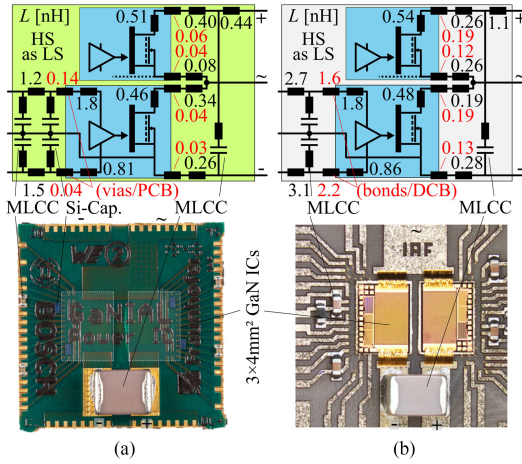 L [nH]
HS
as LS
0.51
0.40
0.44
+
0.06
0.04
0.08
~
1.2
0.14
1.8
0.46
0.34
0.04
0.03
0.26
0.81
-
1.5
0.04
(vias/PCB)
MLCC
Si-Cap.
MLCC
-
~
BOSCH
GaNIAL
Power IC
-
+
(a)
L [nH]
HS
as LS
0.54
0.26
1.1
+
0.19
0.12
0.26
~
2.7
1.6
1.8
0.48
0.19
0.19
0.13
0.28
0.86
-
3.1
2.2
(bonds/DCB)
MLCC
MLCC
~
IAF
3×4mm² GaN ICs
-
+
(b)